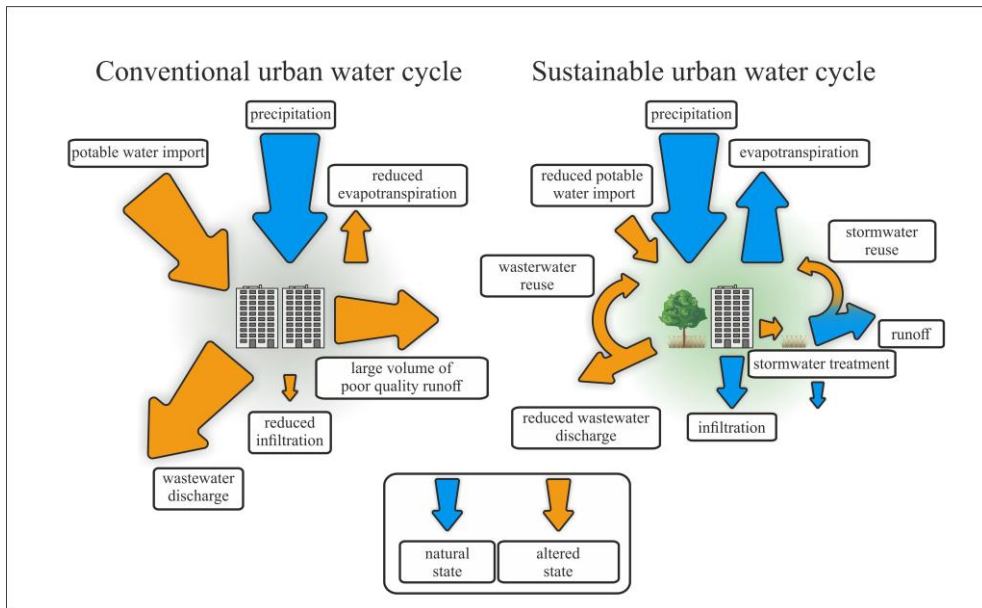 Conventional urban water cycle
precipitation
potable water import
reduced
evapotranspiration
large volume of
poor quality runoff
reduced
infiltration
wastewater
discharge
Sustainable urban water cycle
precipitation
evapotranspiration
reduced potable
water import
stormwater
reuse
wasterwater
reuse
runoff
stormwater treatment
reduced wastewater
discharge
infiltration
natural
state
altered
state